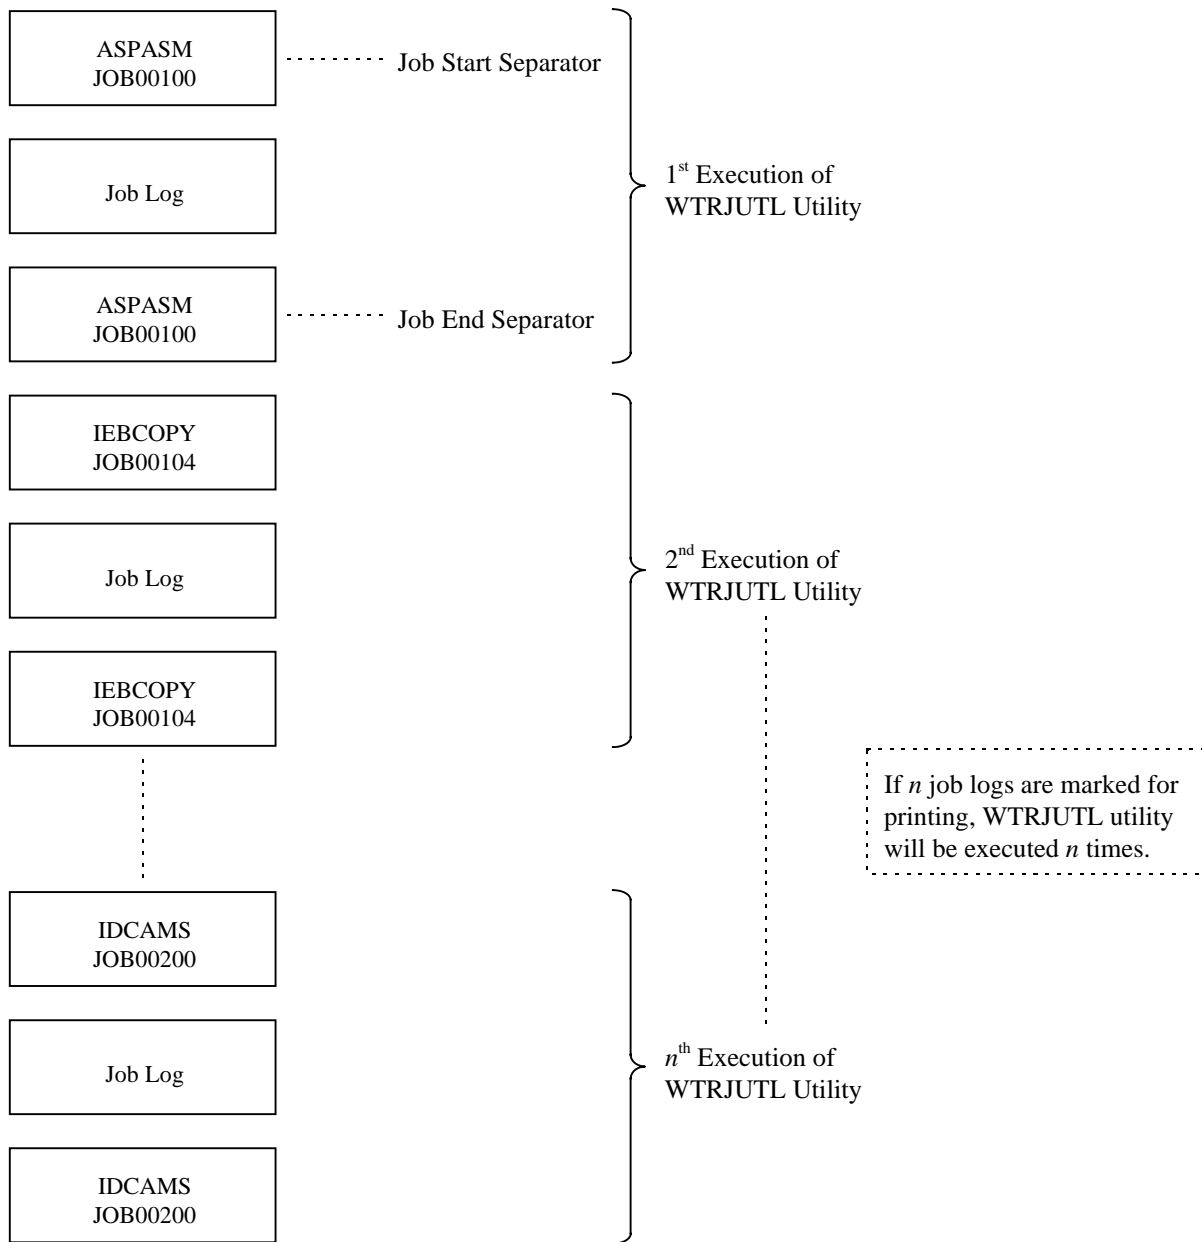 ASPASM
JOB00100
Job Start Separator
Job Log
1st Execution of
WTRJUTL Utility
ASPASM
JOB00100
Job End Separator
IEBCOPY
JOB00104
Job Log
2nd Execution of
WTRJUTL Utility
IEBCOPY
JOB00104
If n job logs are marked for
printing, WTRJUTL utility
will be executed n times.
IDCAMS
JOB00200
Job Log
nth Execution of
WTRJUTL Utility
IDCAMS
JOB00200